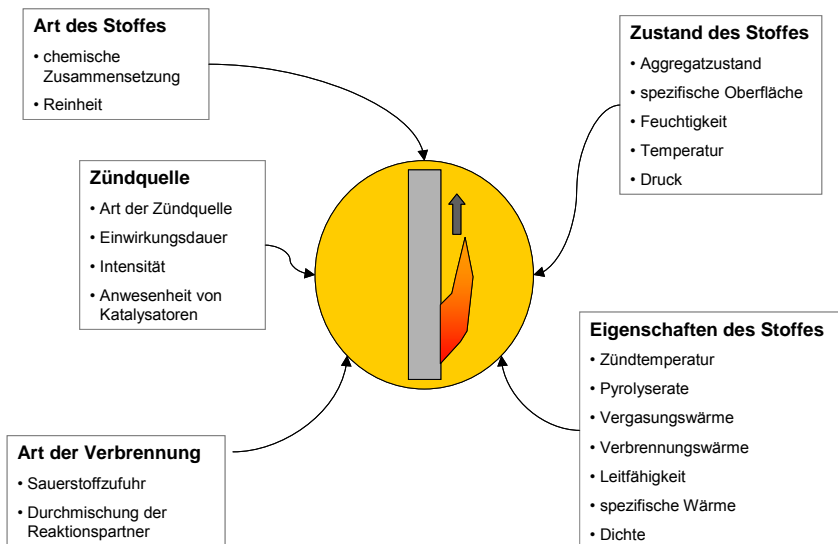 Art des Stoffes
• chemische
Zusammensetzung
• Reinheit
Zustand des Stoffes
• Aggregatzustand
• spezifische Oberfläche
• Feuchtigkeit
• Temperatur
• Druck
Zündquelle
• Art der Zündquelle
• Einwirkungsdauer
• Intensität
• Anwesenheit von
Katalysatoren
Eigenschaften des Stoffes
• Zündtemperatur
• Pyrolyserate
• Vergasungswärme
• Verbrennungswärme
• Leitfähigkeit
• spezifische Wärme
• Dichte
Art der Verbrennung
• Sauerstoffzufuhr
• Durchmischung der
Reaktionspartner